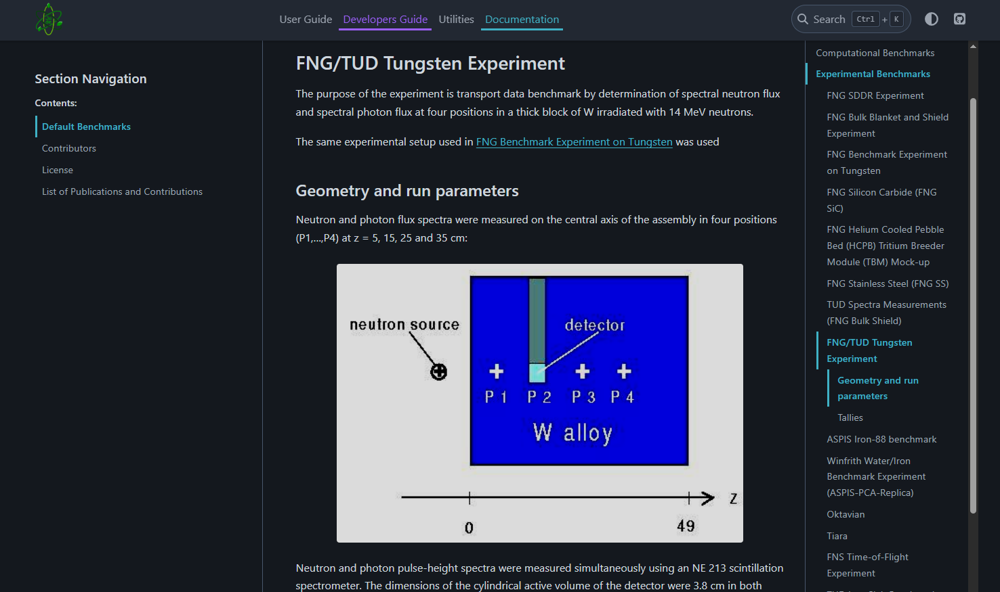 User Guide Developers Guide Utilities Documentation
Search Ctrl + K
Section Navigation
Contents:
Default Benchmarks
Contributors
License
List of Publications and Contributions
FNG/TUD Tungsten Experiment
The purpose of the experiment is transport data benchmark by determination of spectral neutron flux
and spectral photon flux at four positions in a thick block of W irradiated with 14 MeV neutrons.
The same experimental setup used in FNG Benchmark Experiment on Tungsten was used
Geometry and run parameters
Neutron and photon flux spectra were measured on the central axis of the assembly in four positions
(P1,...,P4) at z = 5, 15, 25 and 35 cm:
neutron source
detector
P 1 P 2 P 3 P 4
W alloy
z
0 49
Neutron and photon pulse-height spectra were measured simultaneously using an NE 213 scintillation
spectrometer. The dimensions of the cylindrical active volume of the detector were 3.8 cm in both
Computational Benchmarks
Experimental Benchmarks
FNG SDDR Experiment
FNG Bulk Blanket and Shield
Experiment
FNG Benchmark Experiment
on Tungsten
FNG Silicon Carbide (FNG
SiC)
FNG Helium Cooled Pebble
Bed (HCPB) Tritium Breeder
Module (TBM) Mock-up
FNG Stainless Steel (FNG SS)
TUD Spectra Measurements
(FNG Bulk Shield)
FNG/TUD Tungsten
Experiment
Geometry and run
parameters
Tallies
ASPIS Iron-88 benchmark
Winfrith Water/Iron
Benchmark Experiment
(ASPIS-PCA-Replica)
Oktavian
Tiara
FNS Time-of-Flight
Experiment